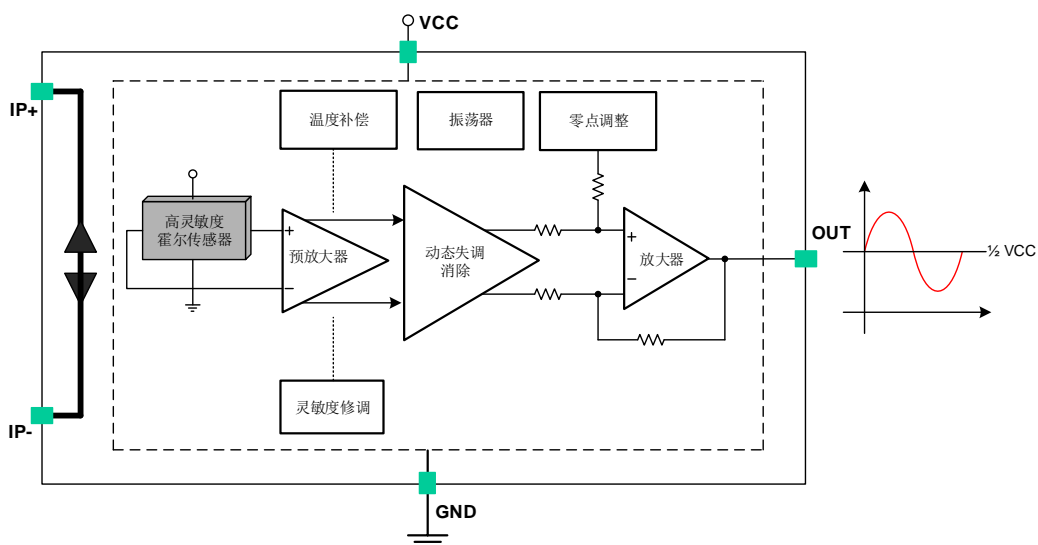 VCC
IP+
温度补偿
振荡器
零点调整
高灵敏度
霍尔传感器
+
−
预放大器
动态失调
消除
+
−
放大器
OUT
½ VCC
灵敏度修调
IP-
GND